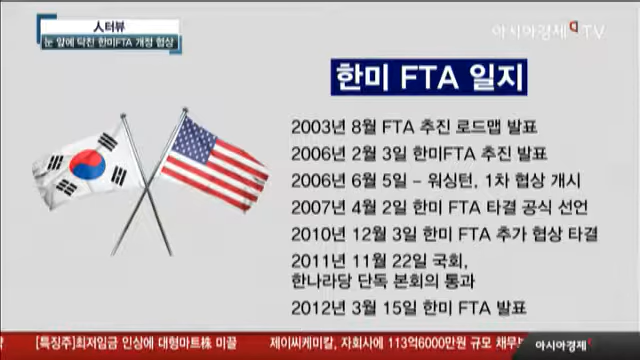 人터뷰
눈 앞에 닥친 한미FTA 개정 협상
아시아경제 TV
한미 FTA 일지
2003년 8월 FTA 추진 로드맵 발표
2006년 2월 3일 한미FTA 추진 발표
2006년 6월 5일 – 워싱턴, 1차 협상 개시
2007년 4월 2일 한미 FTA 타결 공식 선언
2010년 12월 3일 한미 FTA 추가 협상 타결
2011년 11월 22일 국회,
한나라당 단독 본회의 통과
2012년 3월 15일 한미 FTA 발표
[특징주]최저임금 인상에 대형마트株 미끌 제이씨케미칼, 자회사에 113억6000만원 규모 채무보
아시아경제